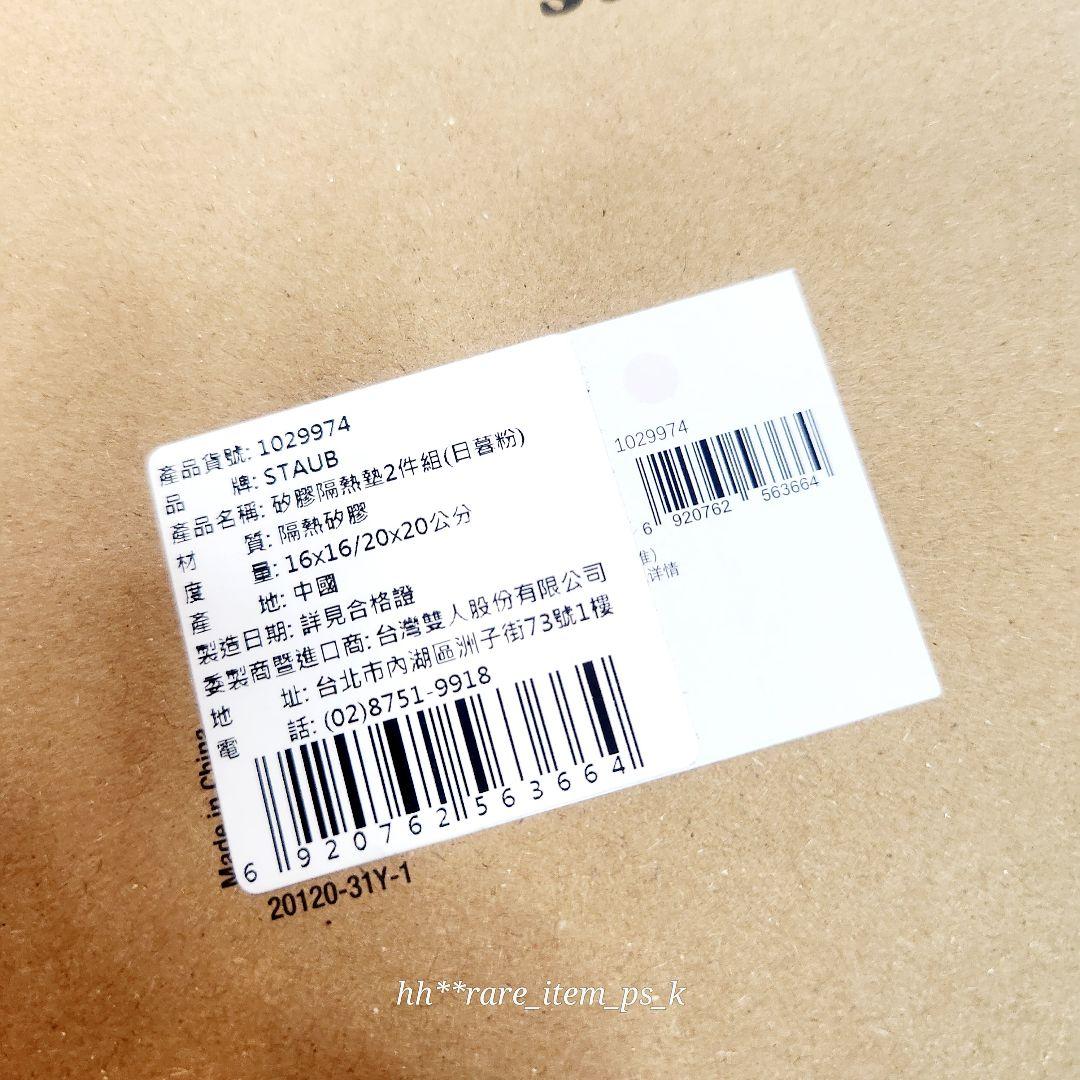 產品貨號: 1029974
品 牌: STAUB
產品名稱: 矽膠隔熱墊2件組(日暮粉)
材 質: 隔熱矽膠
度 量: 16x16/20x20公分
產 地: 中國
製造日期: 詳見合格證
委製商暨進口商: 台灣雙人股份有限公司
地 址: 台北市內湖區洲子街73號1樓
電 話: (02)8751-9918
6 920762 563664
1029974
6 920762 563664
详情
Made in China
20120-31Y-1
hh**rare_item_ps_k